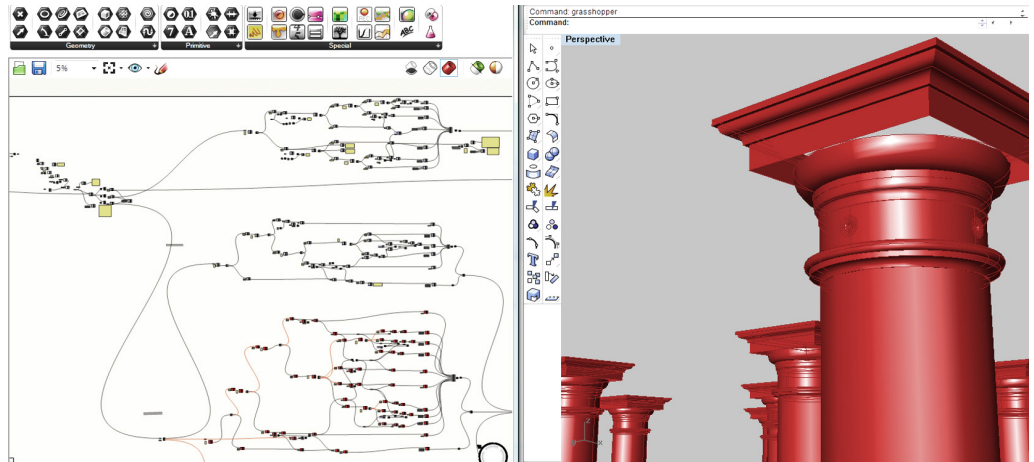 Command: grasshopper
Command:
Perspective
Geometry
Primitive
Special
5%